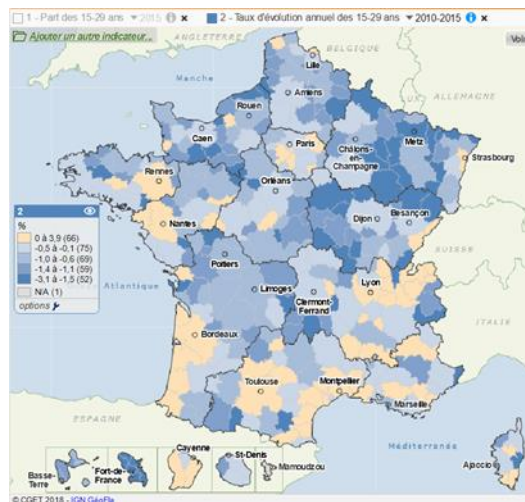 1 - Part des 15-29 ans ▾ 2015 i × 2 - Taux d'évolution annuel des 15-29 ans ▾ 2010-2015 i ×
Ajouter un autre indicateur...
ANGLETERRE
BELGIQUE
Manche
Lille
Amiens
LUX
ALLEMAGNE
Rouen
Caen
Paris
Châlons-
en-
Champagne
Metz
Strasbourg
Rennes
Orléans
Nantes
Dijon
Besançon
SUISSE
2
%
0 à 3,9 (66)
-0,5 à -0,1 (75)
-1,0 à -0,6 (69)
-1,4 à -1,1 (59)
-3,1 à -1,5 (52)
N/A (1)
options
Atlantique
Poitiers
Limoges
Clermont-
Ferrand
Lyon
ITALIE
Bordeaux
Toulouse
Montpellier
Marseille
ESPAGNE
Méditerranée
Ajaccio
Basse-
Terre
Fort-de-
France
Cayenne
St-Denis
Mamoudzou
© CGET 2018 - IGN GéoFla